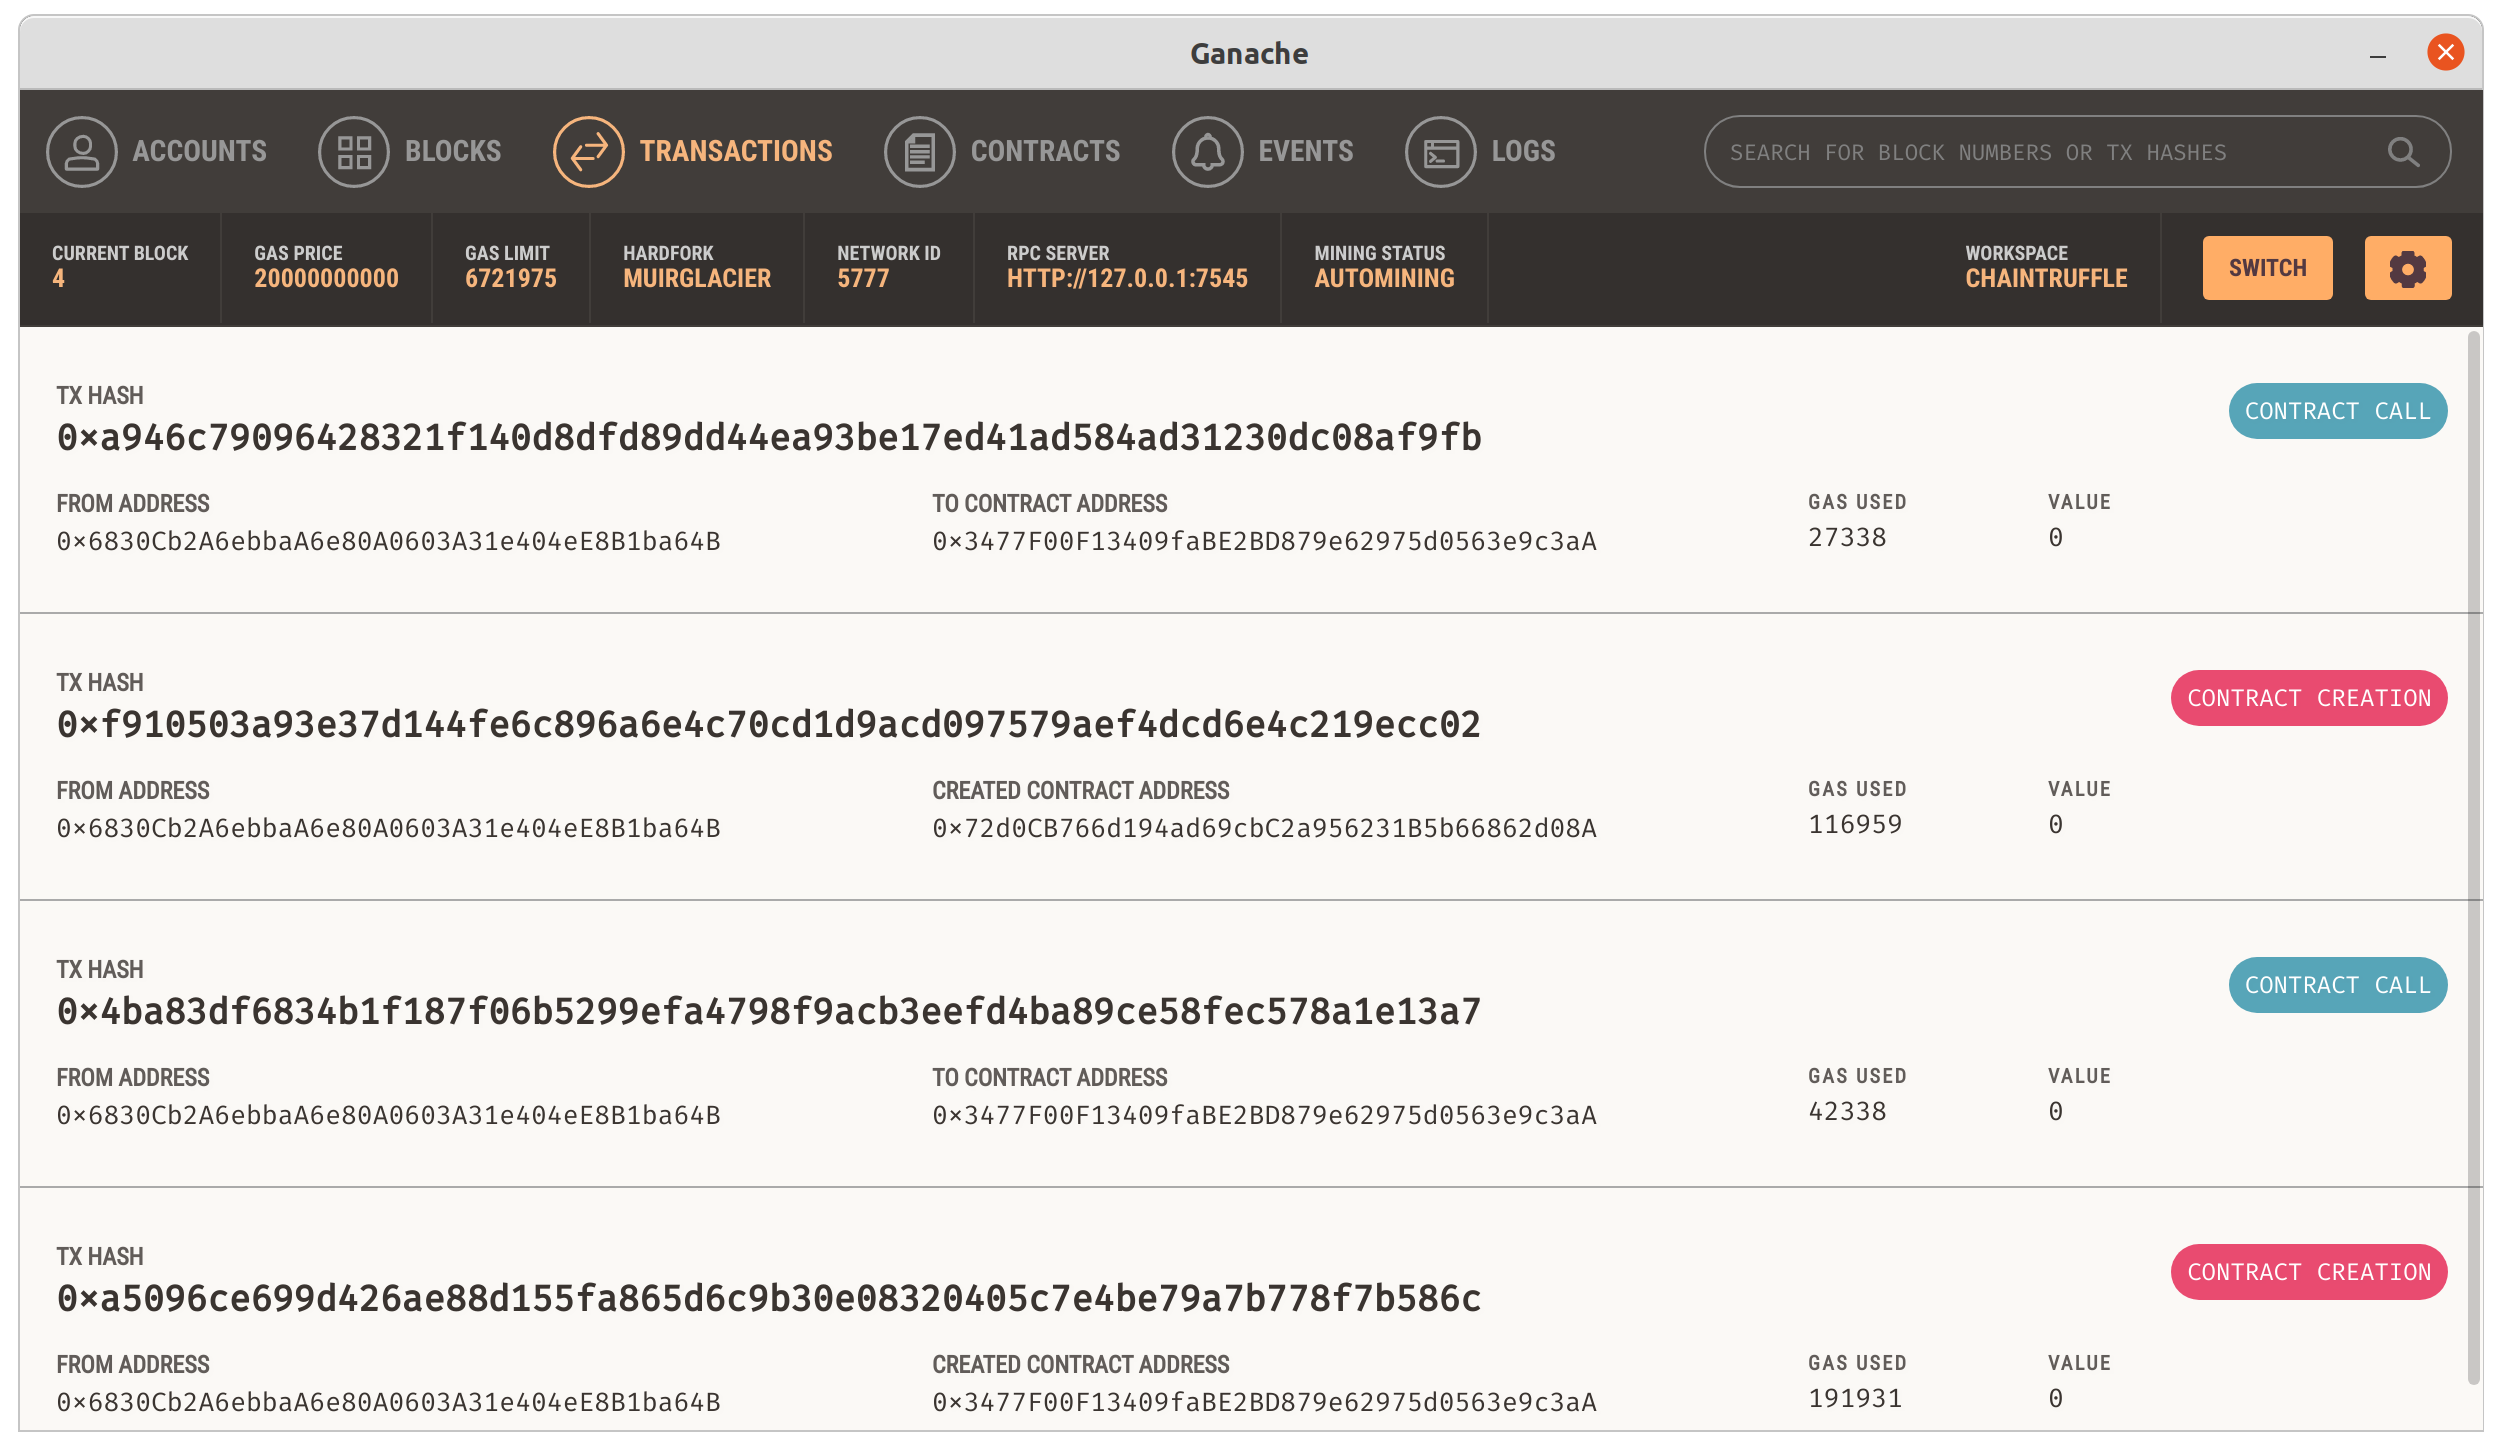 Ganache
ACCOUNTS BLOCKS TRANSACTIONS CONTRACTS EVENTS LOGS SEARCH FOR BLOCK NUMBERS OR TX HASHES
CURRENT BLOCK GAS PRICE GAS LIMIT HARDFORK NETWORK ID RPC SERVER MINING STATUS WORKSPACE
4 20000000000 6721975 MUIRGLACIER 5777 HTTP://127.0.0.1:7545 AUTOMINING CHAINTRUFFLE SWITCH
TX HASH
0xa946c79096428321f140d8dfd89dd44ea93be17ed41ad584ad31230dc08af9fb CONTRACT CALL
FROM ADDRESS TO CONTRACT ADDRESS GAS USED VALUE
0x6830Cb2A6ebbaA6e80A0603A31e404eE8B1ba64B 0x3477F00F13409faBE2BD879e62975d0563e9c3aA 27338 0
TX HASH
0xf910503a93e37d144fe6c896a6e4c70cd1d9acd097579aef4dcd6e4c219ecc02 CONTRACT CREATION
FROM ADDRESS CREATED CONTRACT ADDRESS GAS USED VALUE
0x6830Cb2A6ebbaA6e80A0603A31e404eE8B1ba64B 0x72d0CB766d194ad69cbC2a956231B5b66862d08A 116959 0
TX HASH
0x4ba83df6834b1f187f06b5299efa4798f9acb3eefd4ba89ce58fec578a1e13a7 CONTRACT CALL
FROM ADDRESS TO CONTRACT ADDRESS GAS USED VALUE
0x6830Cb2A6ebbaA6e80A0603A31e404eE8B1ba64B 0x3477F00F13409faBE2BD879e62975d0563e9c3aA 42338 0
TX HASH
0xa5096ce699d426ae88d155fa865d6c9b30e08320405c7e4be79a7b778f7b586c CONTRACT CREATION
FROM ADDRESS CREATED CONTRACT ADDRESS GAS USED VALUE
0x6830Cb2A6ebbaA6e80A0603A31e404eE8B1ba64B 0x3477F00F13409faBE2BD879e62975d0563e9c3aA 191931 0